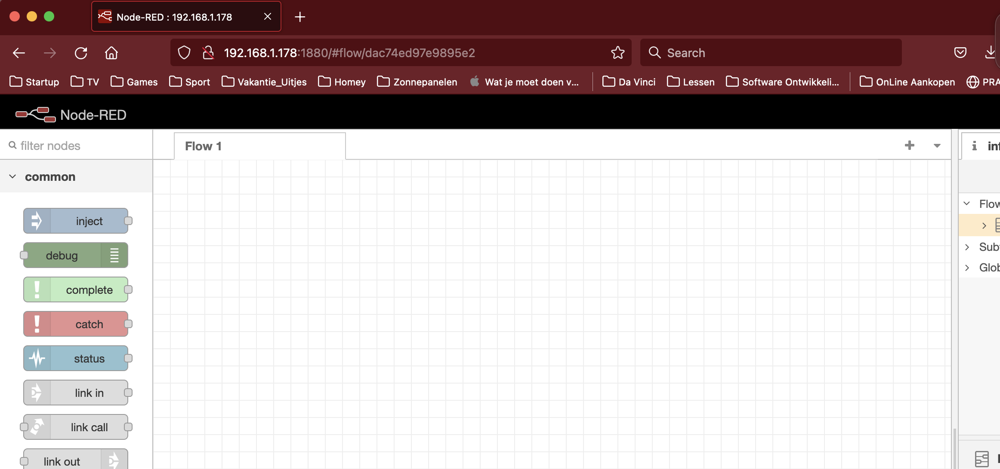 Node-RED : 192.168.1.178
192.168.1.178:1880/#flow/dac74ed97e9895e2
Search
Startup TV Games Sport Vakantie_Uitjes Homey Zonnepanelen Wat je moet doen v... Da Vinci Lessen Software Ontwikkeli... OnLine Aankopen PRA
Node-RED
filter nodes
Flow 1
inf
common
Flow
inject
Sub
debug
Glob
complete
catch
status
link in
link call
link out